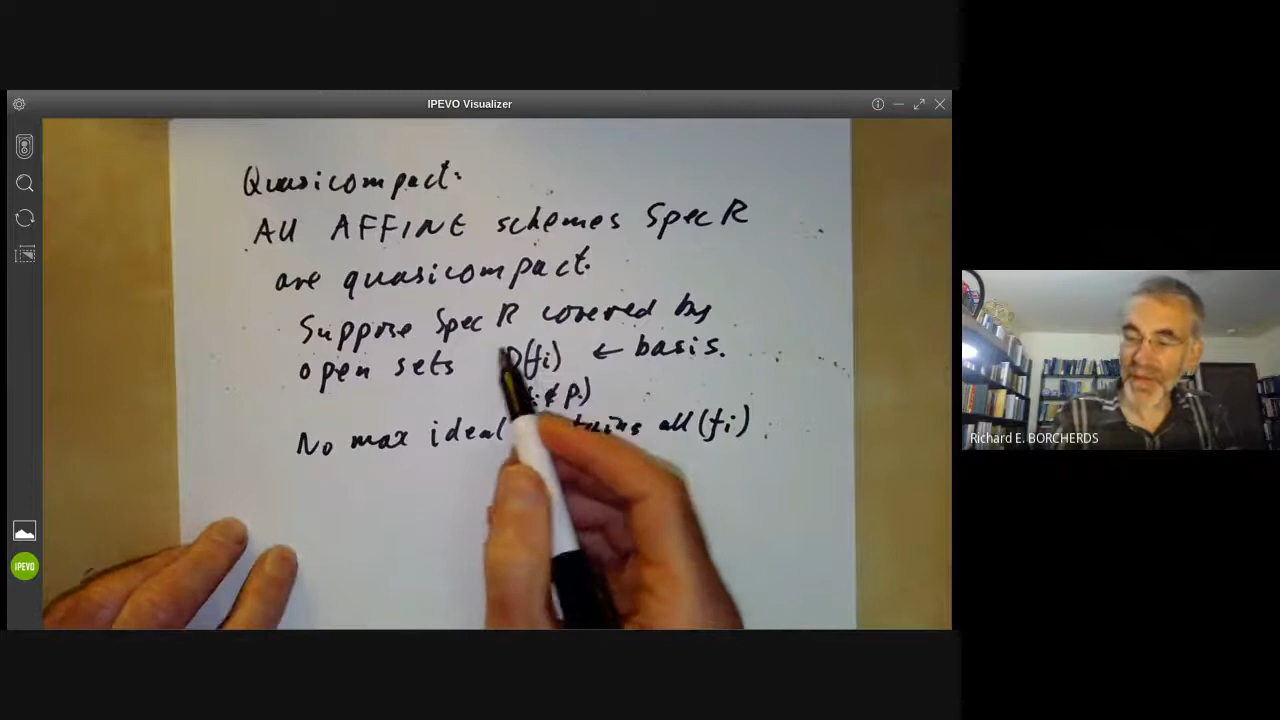 IPEVO Visualizer
Quasicompact:
All AFFINE schemes Spec R
are quasicompact.
Suppose Spec R covered by
open sets D(fi) ← basis.
∉ p.)
No max ideal all (fi)
Richard E. BORCHERDS
iPEVO